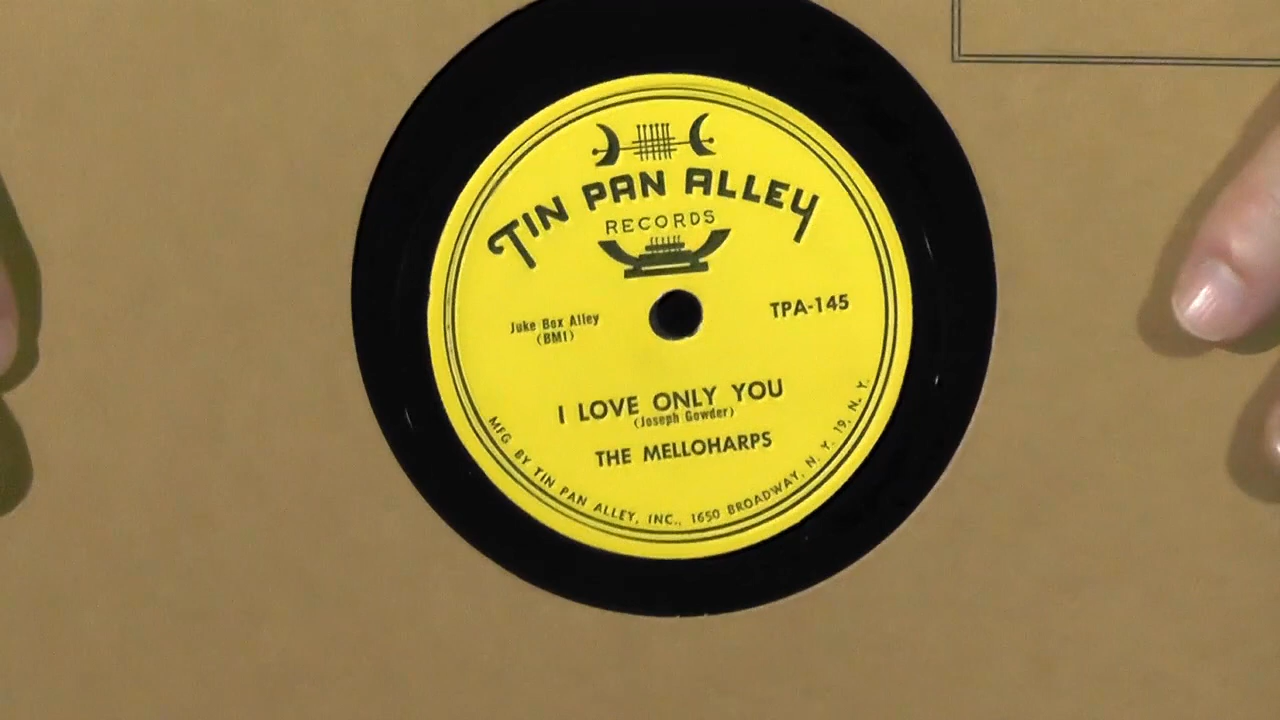 TIN PAN ALLEY
RECORDS
Juke Box Alley
(BMI)
TPA-145
I LOVE ONLY YOU
(Joseph Gowder)
THE MELLOHARPS
MFG BY TIN PAN ALLEY, INC., 1650 BROADWAY, N. Y. 19, N. Y.